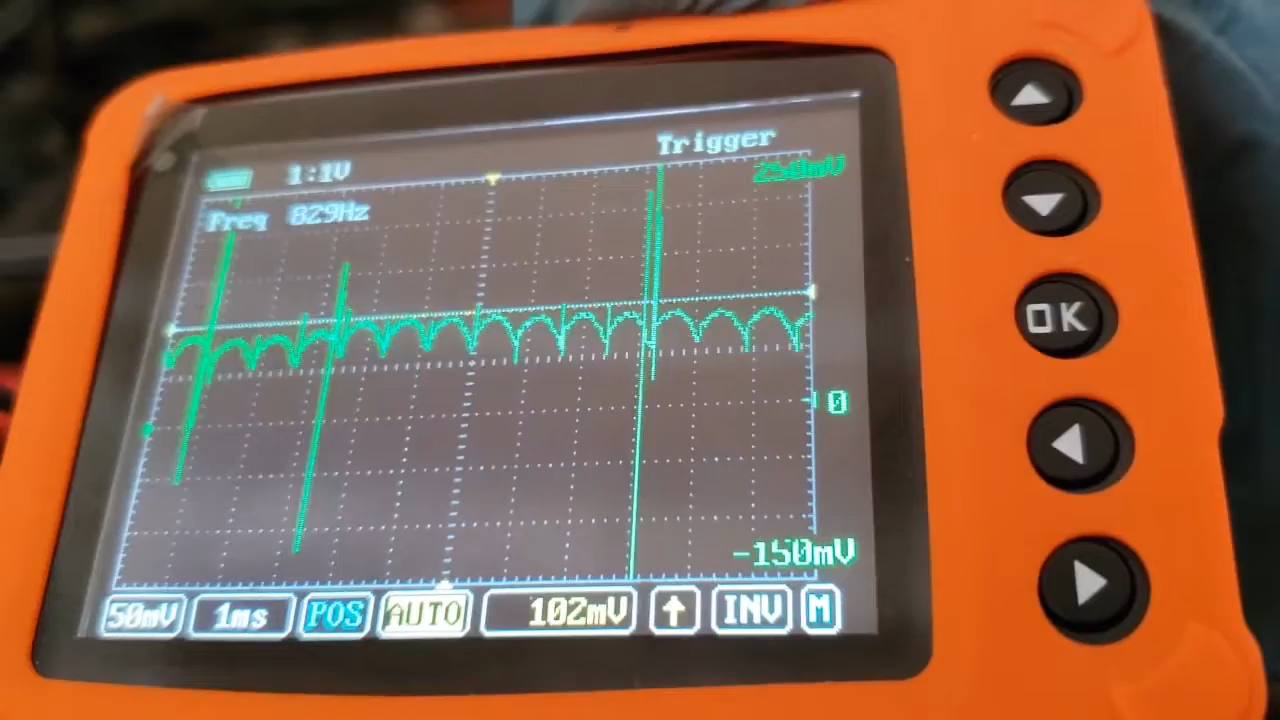 Trigger
1:1V
250mV
Freq 829Hz
0
-150mV
50mV 1ms POS AUTO 102mV ↑ INV M
OK